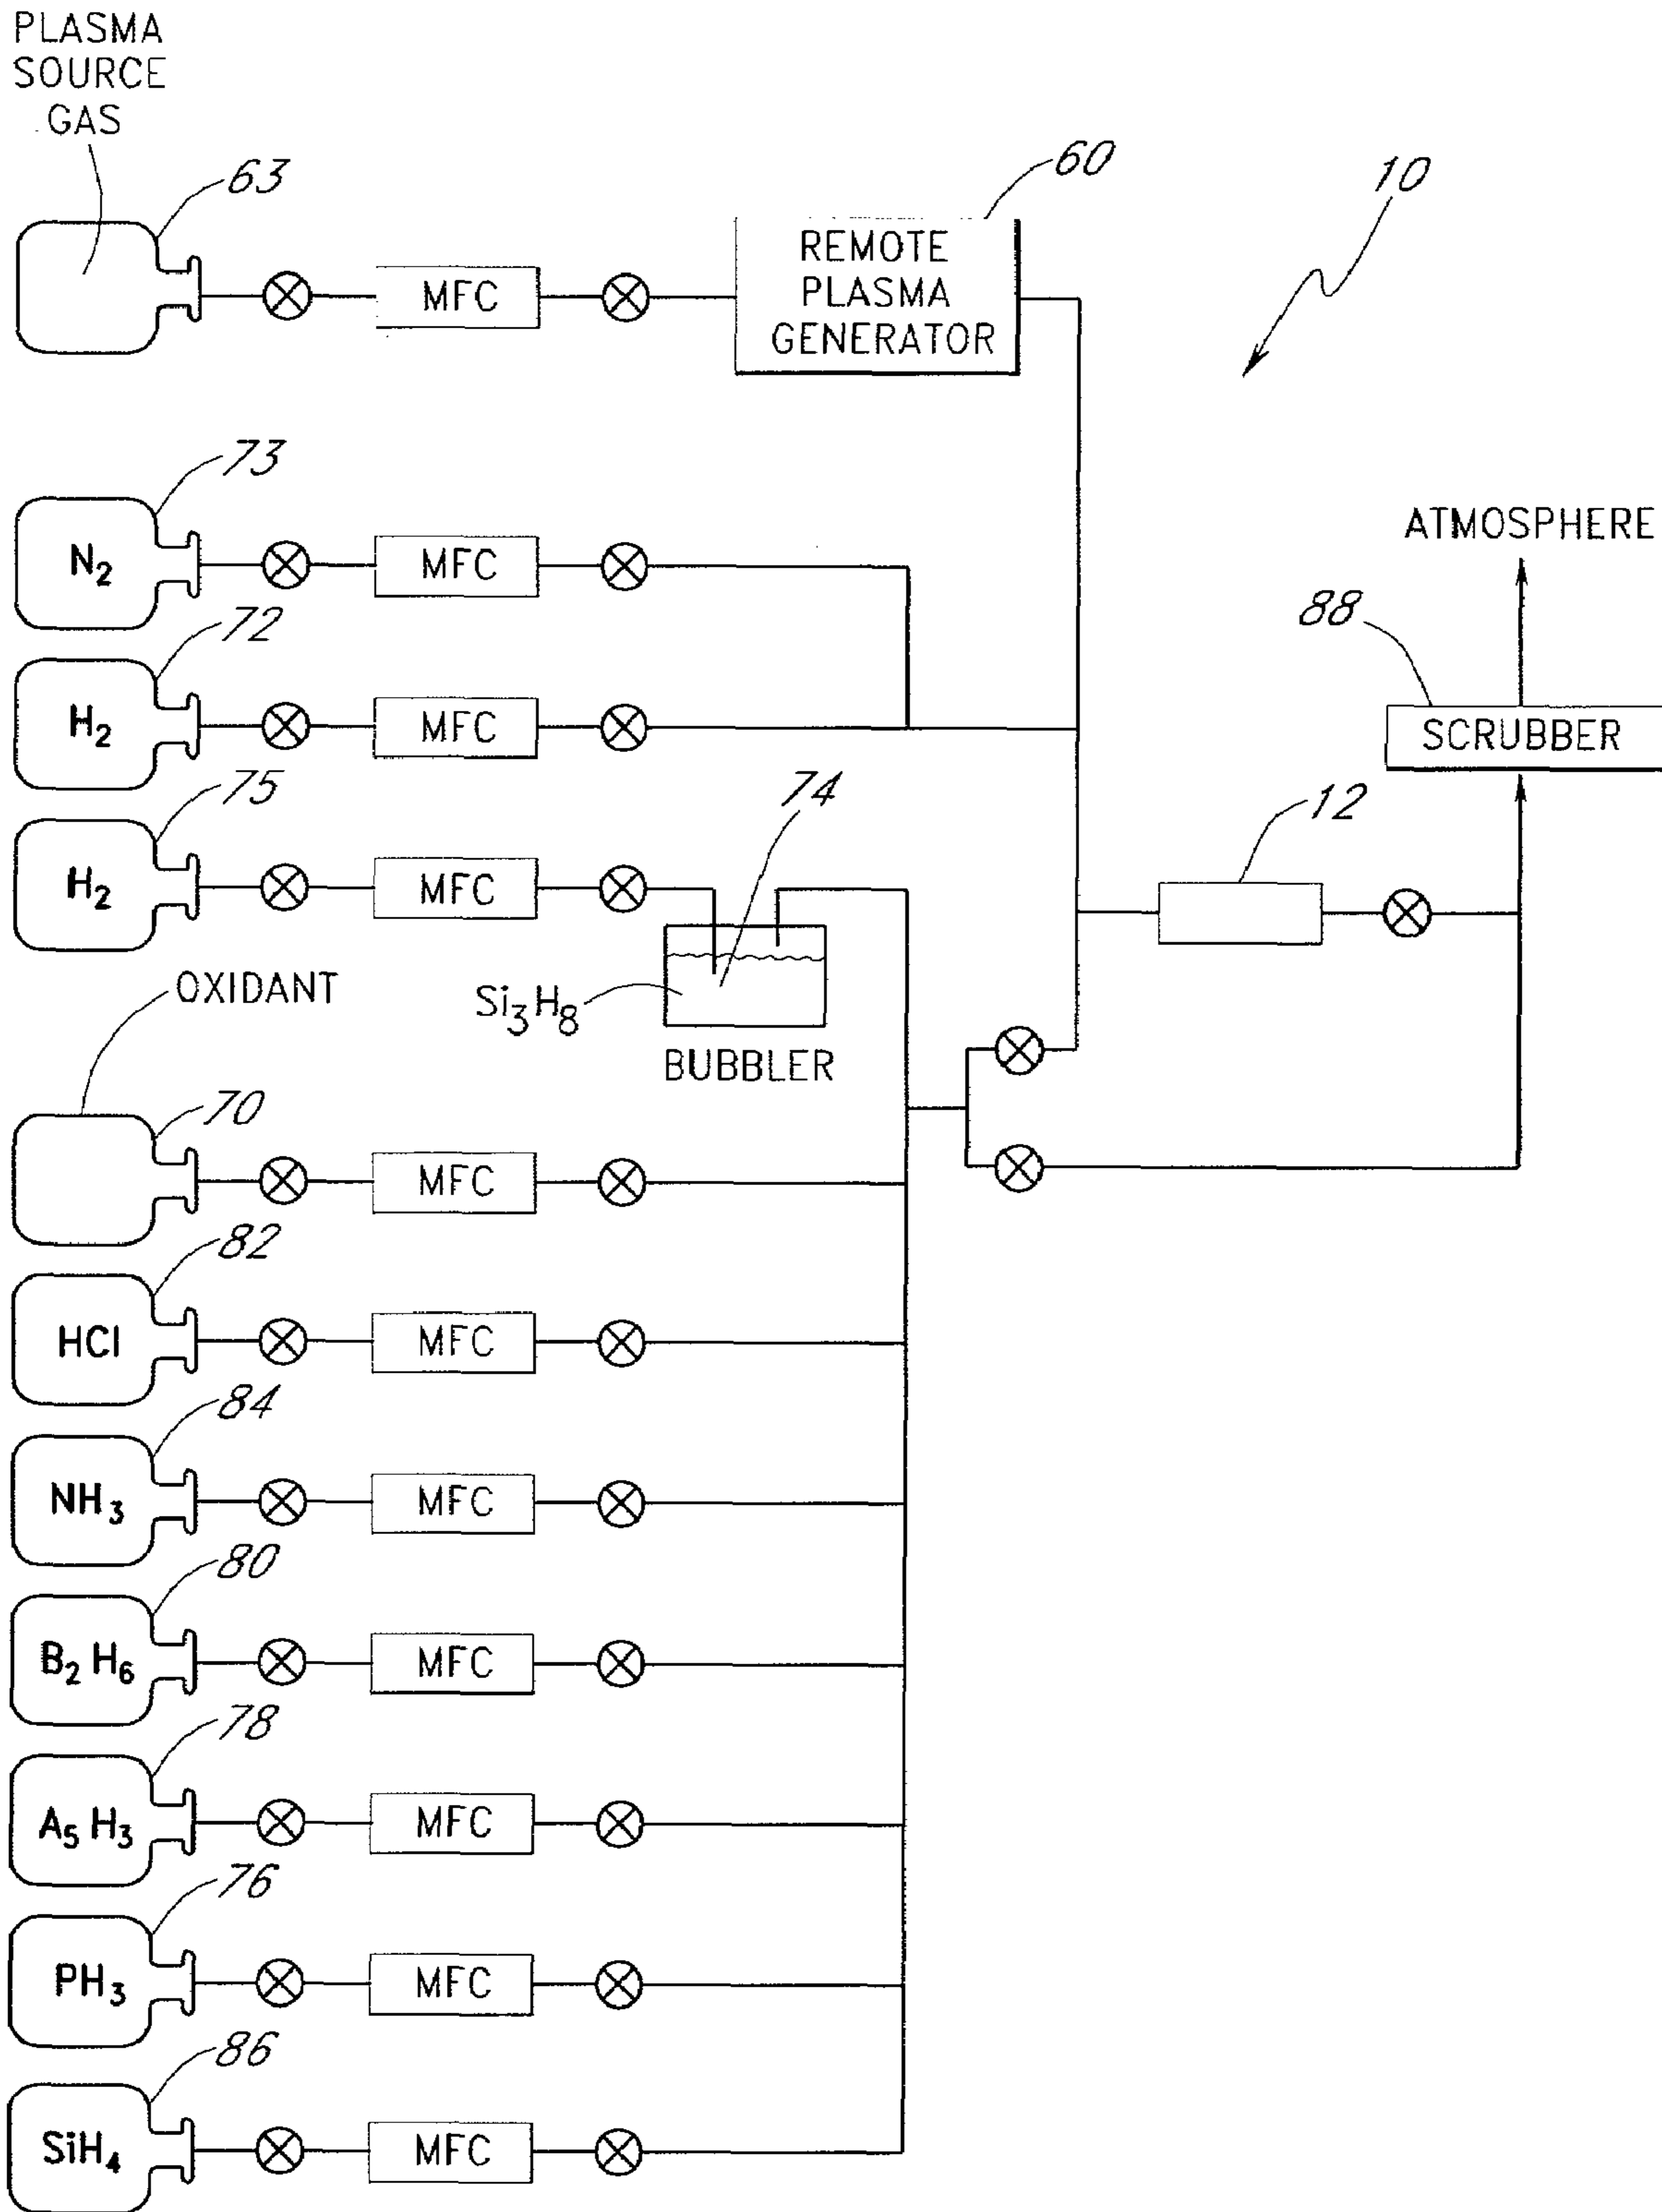 PLASMA
SOURCE
GAS
63
60
10
REMOTE
PLASMA
GENERATOR
MFC
73
N₂
MFC
ATMOSPHERE
72
H₂
MFC
88
SCRUBBER
75
H₂
MFC
74
12
Si₃H₈
BUBBLER
OXIDANT
70
MFC
82
HCl
MFC
84
NH₃
MFC
80
B₂ H₆
MFC
78
A₅ H₃
MFC
76
PH₃
MFC
86
SiH₄
MFC